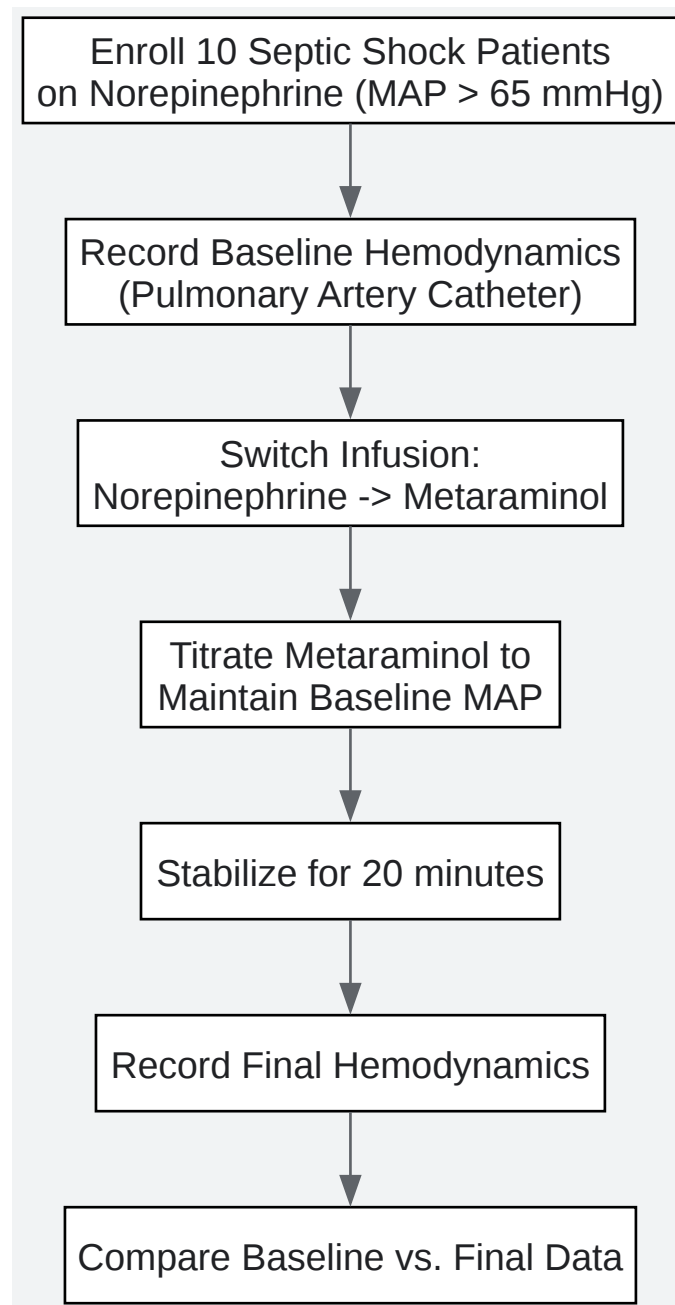 Enroll 10 Septic Shock Patients
on Norepinephrine (MAP > 65 mmHg)
Record Baseline Hemodynamics
(Pulmonary Artery Catheter)
Switch Infusion:
Norepinephrine -> Metaraminol
Titrate Metaraminol to
Maintain Baseline MAP
Stabilize for 20 minutes
Record Final Hemodynamics
Compare Baseline vs. Final Data